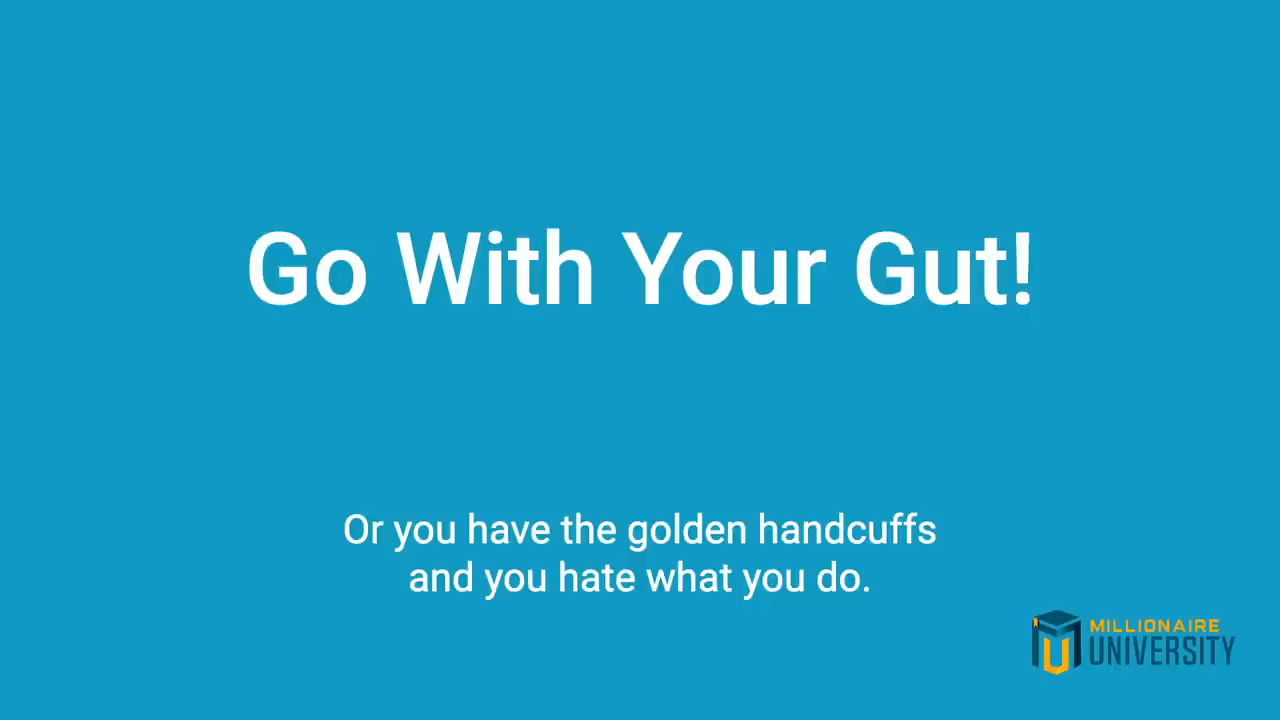 Go With Your Gut!
Or you have the golden handcuffs
and you hate what you do.
MILLIONAIRE
UNIVERSITY